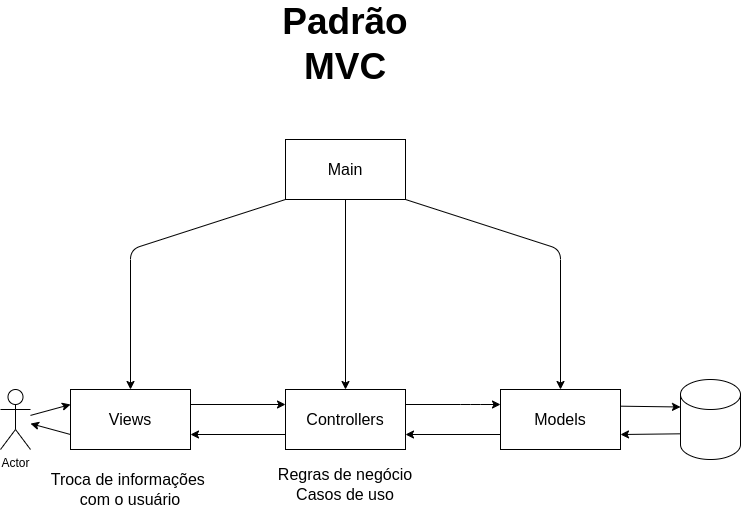 Padrão
MVC
Main
Views
Controllers
Models
Actor
Troca de informações
com o usuário
Regras de negócio
Casos de uso